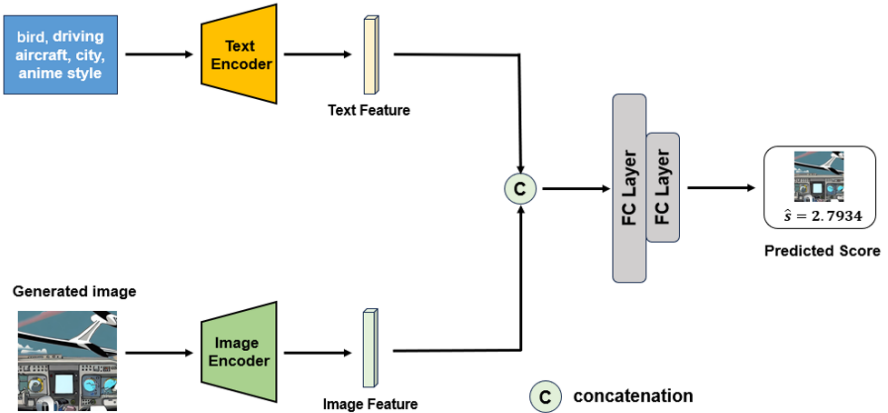 bird, driving
aircraft, city,
anime style
Text
Encoder
Text Feature
C
FC Layer
FC Layer
ŝ = 2.7934
Predicted Score
Generated image
Image
Encoder
Image Feature
C concatenation